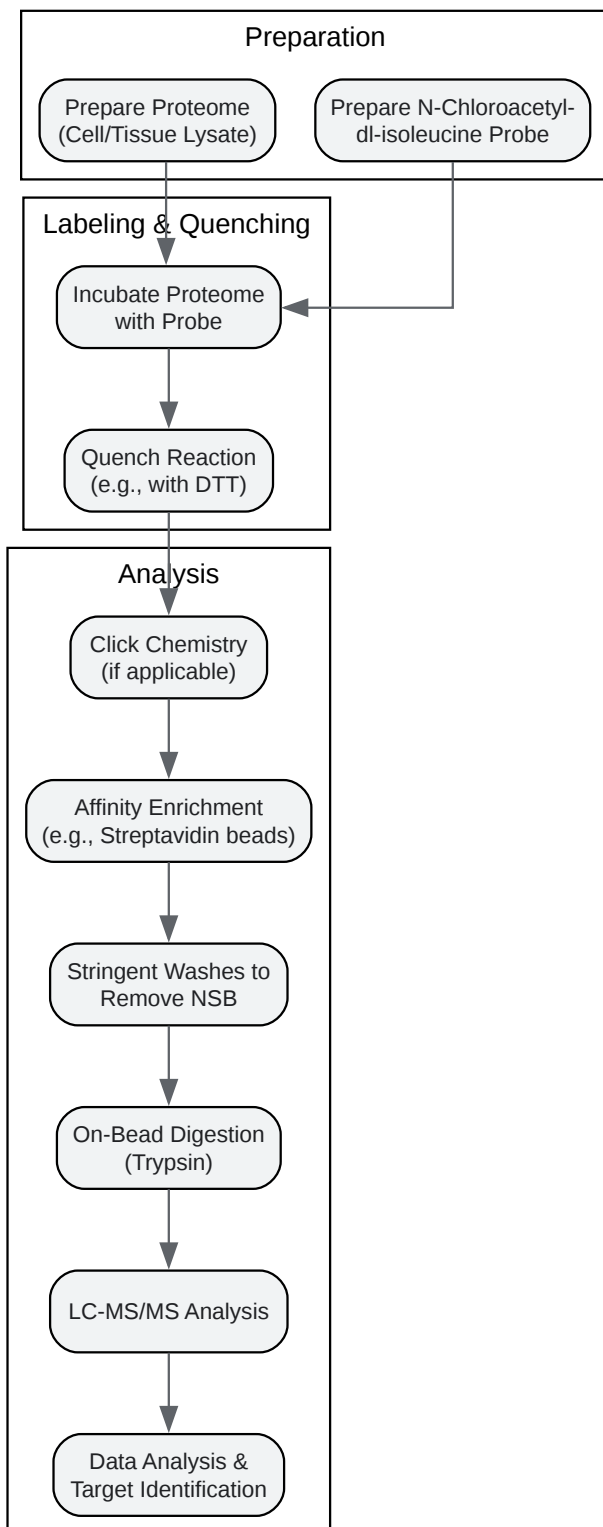 Preparation
Prepare Proteome
(Cell/Tissue Lysate)
Prepare N-Chloroacetyl-
dl-isoleucine Probe
Labeling & Quenching
Incubate Proteome
with Probe
Quench Reaction
(e.g., with DTT)
Analysis
Click Chemistry
(if applicable)
Affinity Enrichment
(e.g., Streptavidin beads)
Stringent Washes to
Remove NSB
On-Bead Digestion
(Trypsin)
LC-MS/MS Analysis
Data Analysis &
Target Identification